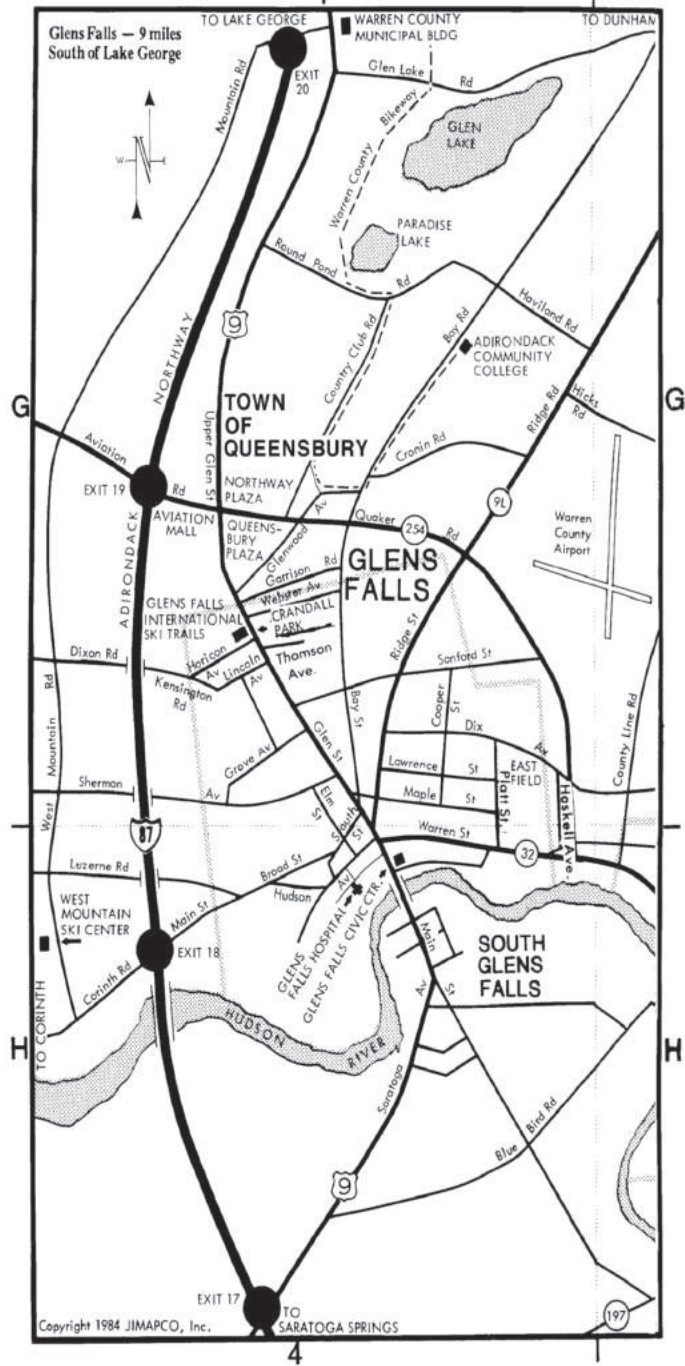 Glens Falls — 9 miles
South of Lake George
TO LAKE GEORGE
WARREN COUNTY
MUNICIPAL BLDG
TO DUNHAM
EXIT
20
Glen Lake Rd
Mountain Rd
W E
N
Bikeway
Warren County
GLEN
LAKE
PARADISE
LAKE
Round Pond Rd
Haviland Rd
NORTHWAY
9
Country Club Rd
Bay Rd
ADIRONDACK
COMMUNITY
COLLEGE
Hicks
Rd
Ridge Rd
G
G
TOWN
OF
QUEENSBURY
Upper Glen St
Aviation Rd
Cronin Rd
EXIT 19
NORTHWAY
PLAZA
9L
AVIATION
MALL
QUEENS-
BURY
PLAZA
Glenwood Av
Quaker Rd
254
Warren
County
Airport
GLENS
FALLS
ADIRONDACK
Garrison Rd
Webster Av
GLENS FALLS
INTERNATIONAL
SKI TRAILS
CRANDALL
PARK
Ridge St
Dixon Rd
Horicon
Av
Lincoln
Av
Thomson
Ave.
Sanford St
Kensington
Rd
Bay St
Cooper
St
County Line Rd
West Mountain Rd
Glen St
Dix Av
Grove Av
Lawrence St
EAST
FIELD
Sherman Av
Elm
St
Maple St
Platt St.
Haskell Ave.
South
St
87
Warren St
32
Luzerne Rd
Broad St
Hudson Av
WEST
MOUNTAIN
SKI CENTER
Main St
EXIT 18
GLENS
FALLS HOSPITAL
GLENS FALLS CIVIC CTR.
Main St
SOUTH
GLENS
FALLS
Corinth Rd
TO CORINTH
Av
H
H
HUDSON RIVER
Saratoga
Blue Bird Rd
9
EXIT 17
TO
SARATOGA SPRINGS
197
Copyright 1984 JIMAPCO, Inc.
4